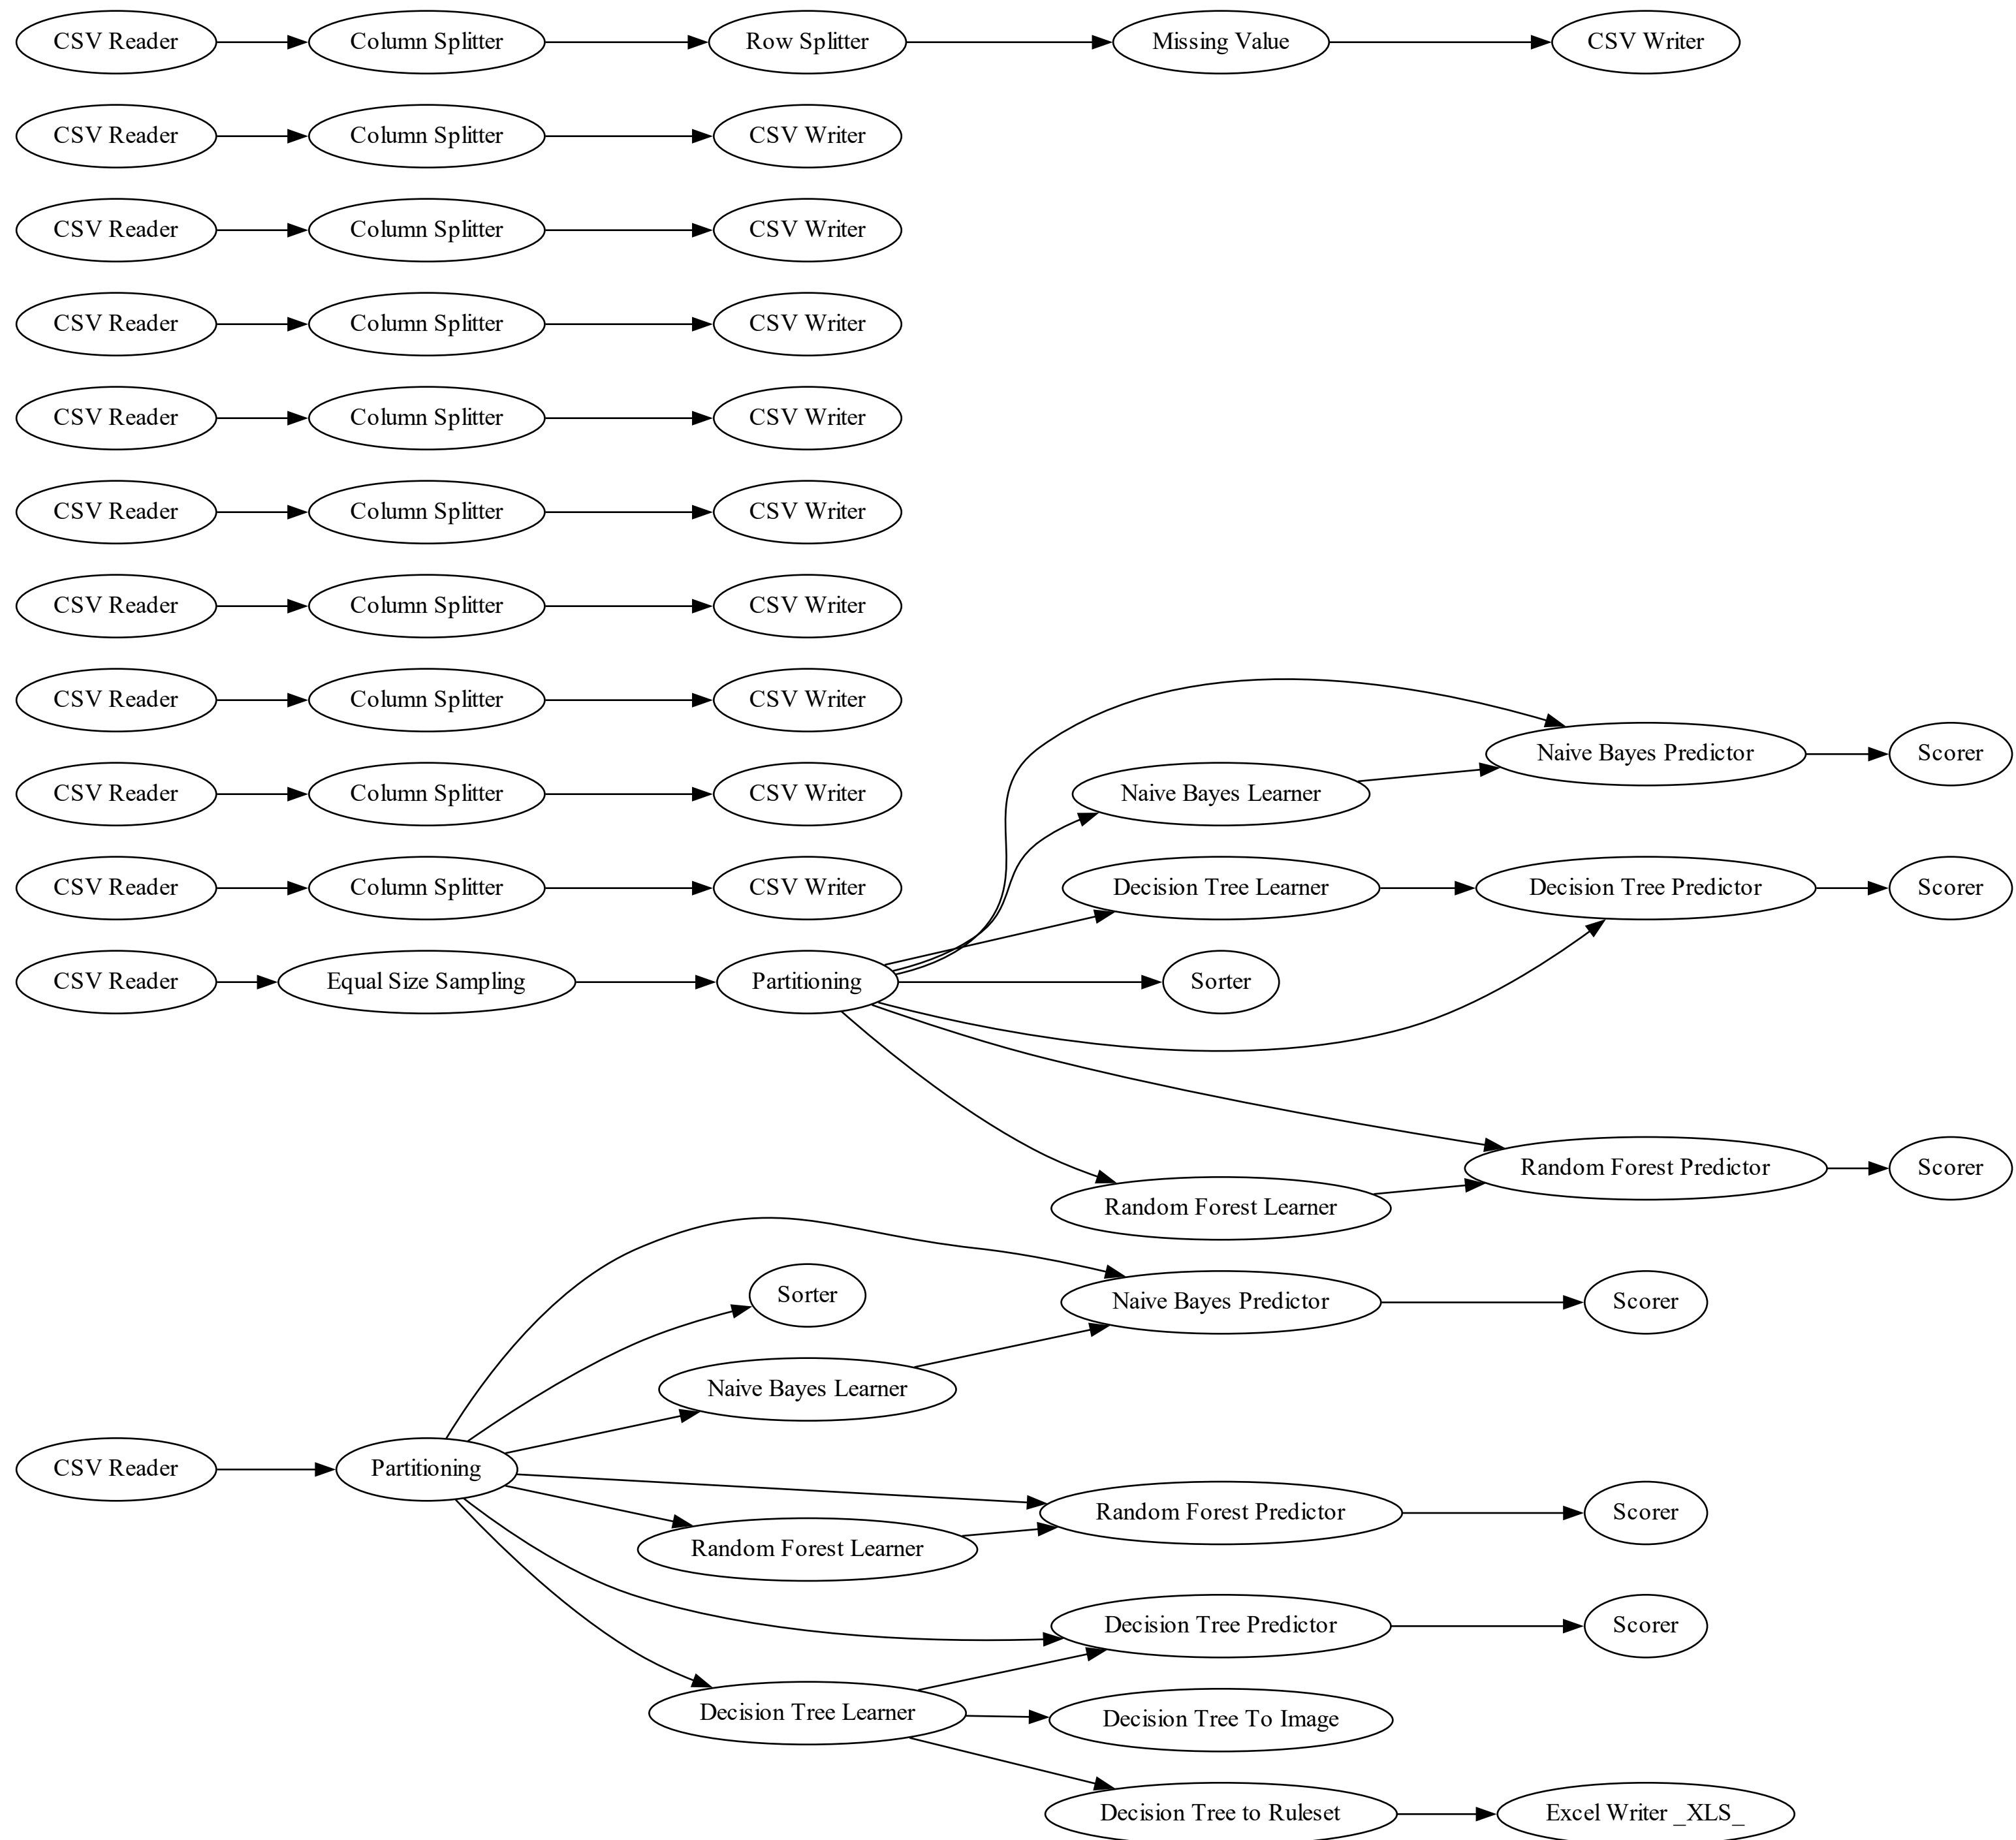 CSV Reader
Column Splitter
Row Splitter
Missing Value
CSV Writer
CSV Reader
Column Splitter
CSV Writer
CSV Reader
Column Splitter
CSV Writer
CSV Reader
Column Splitter
CSV Writer
CSV Reader
Column Splitter
CSV Writer
CSV Reader
Column Splitter
CSV Writer
CSV Reader
Column Splitter
CSV Writer
CSV Reader
Column Splitter
CSV Writer
Naive Bayes Predictor
Scorer
CSV Reader
Column Splitter
CSV Writer
Naive Bayes Learner
CSV Reader
Column Splitter
CSV Writer
Decision Tree Learner
Decision Tree Predictor
Scorer
CSV Reader
Equal Size Sampling
Partitioning
Sorter
Random Forest Predictor
Scorer
Random Forest Learner
Sorter
Naive Bayes Predictor
Scorer
Naive Bayes Learner
CSV Reader
Partitioning
Random Forest Predictor
Scorer
Random Forest Learner
Decision Tree Predictor
Scorer
Decision Tree Learner
Decision Tree To Image
Decision Tree to Ruleset
Excel Writer _XLS_